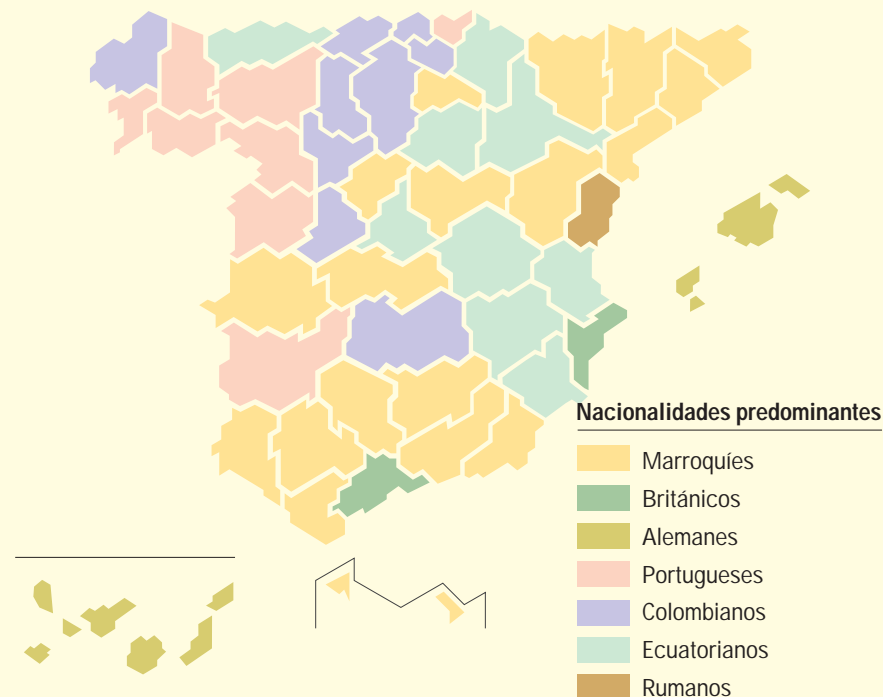 Nacionalidades predominantes
Marroquíes
Británicos
Alemanes
Portugueses
Colombianos
Ecuatorianos
Rumanos